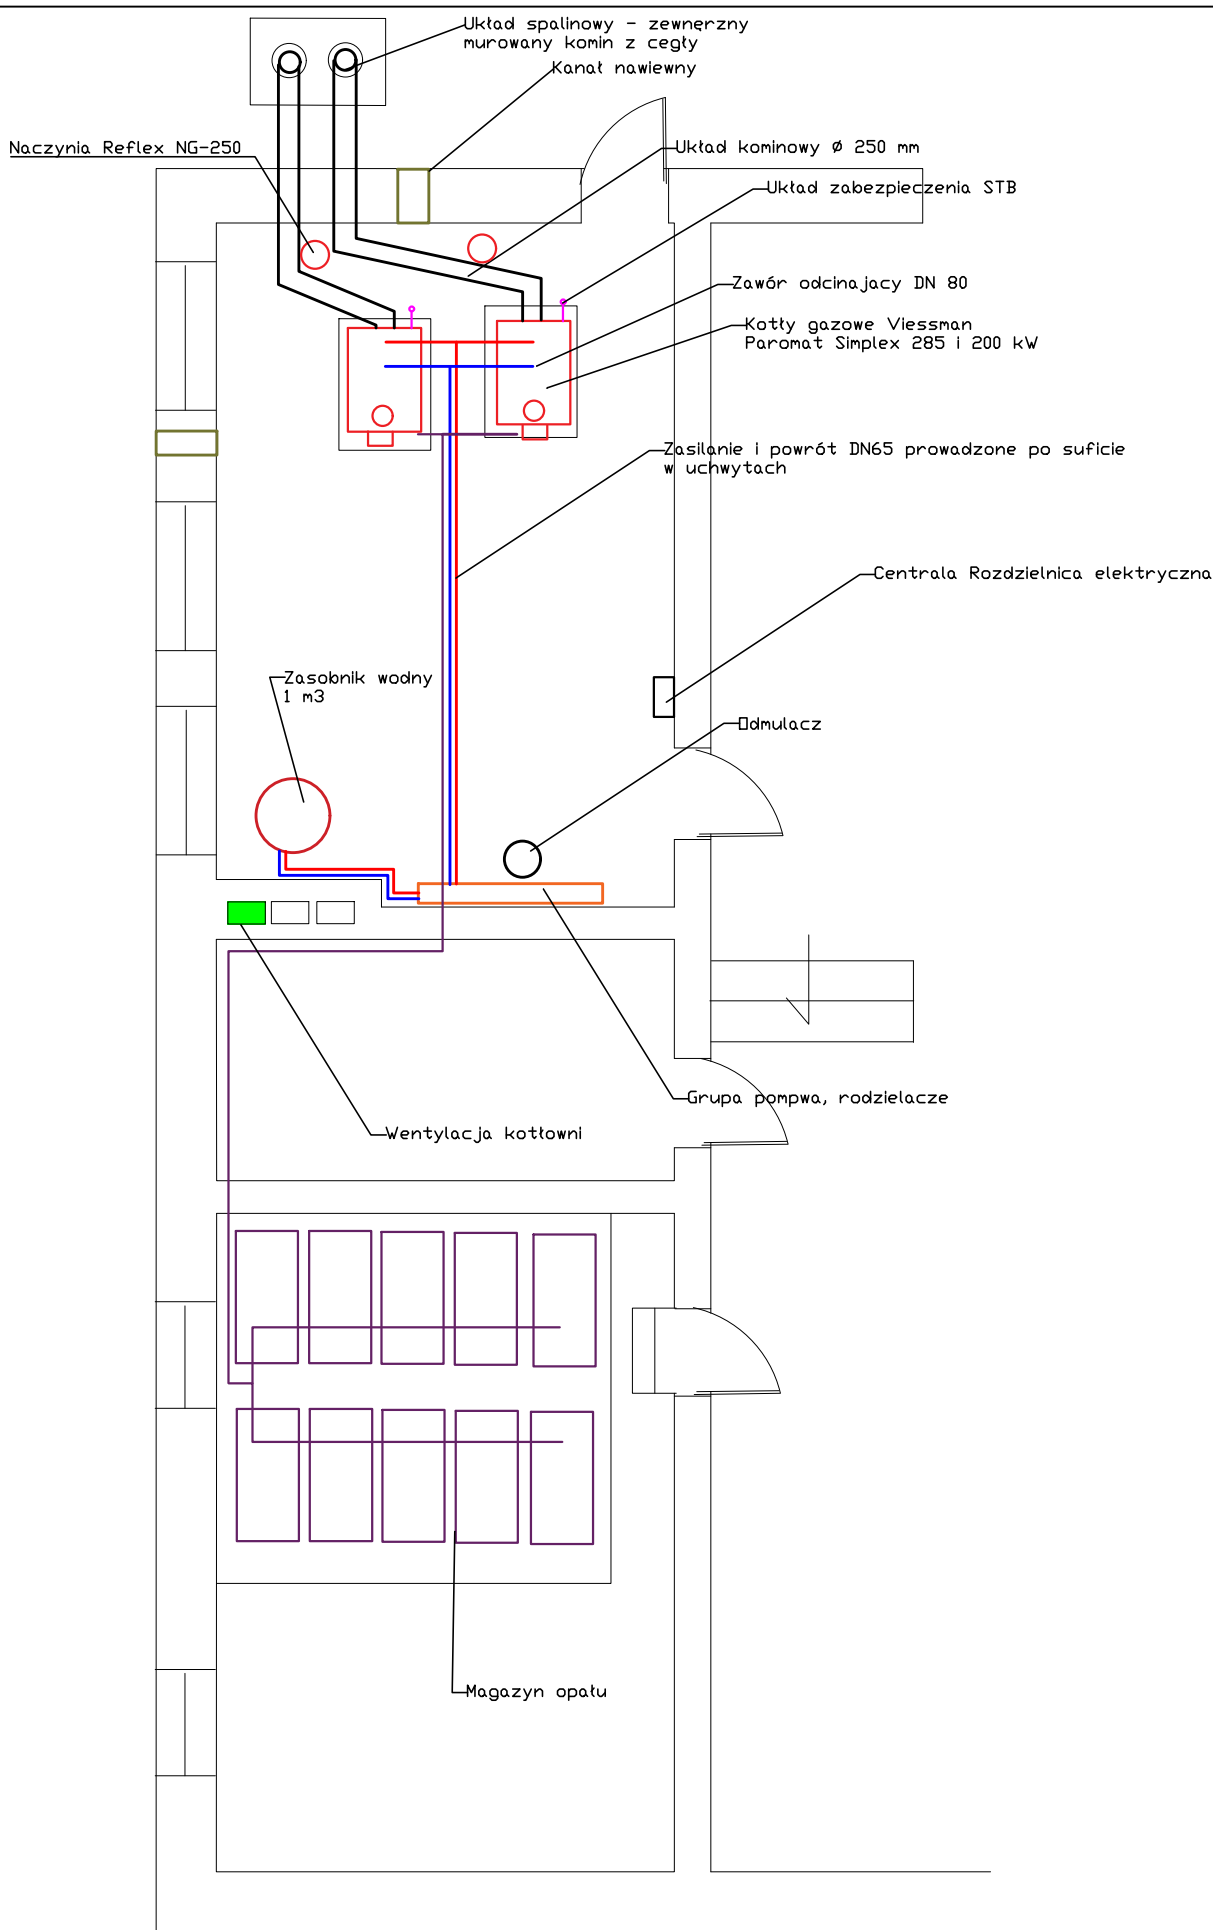 Układ spalinowy - zewnęrzny
murowany komin z cegły
Kanał nawiewny
Naczynia Reflex NG-250
Układ kominowy Ø 250 mm
Układ zabezpieczenia STB
Zawór odcinajacy DN 80
Kotły gazowe Viessman
Paromat Simplex 285 i 200 kW
Zasilanie i powrót DN65 prowadzone po suficie
w uchwytach
Centrala Rozdzielnica elektryczna
Zasobnik wodny
1 m3
Odmulacz
Grupa pompwa, rodzielacze
Wentylacja kotłowni
Magazyn opału